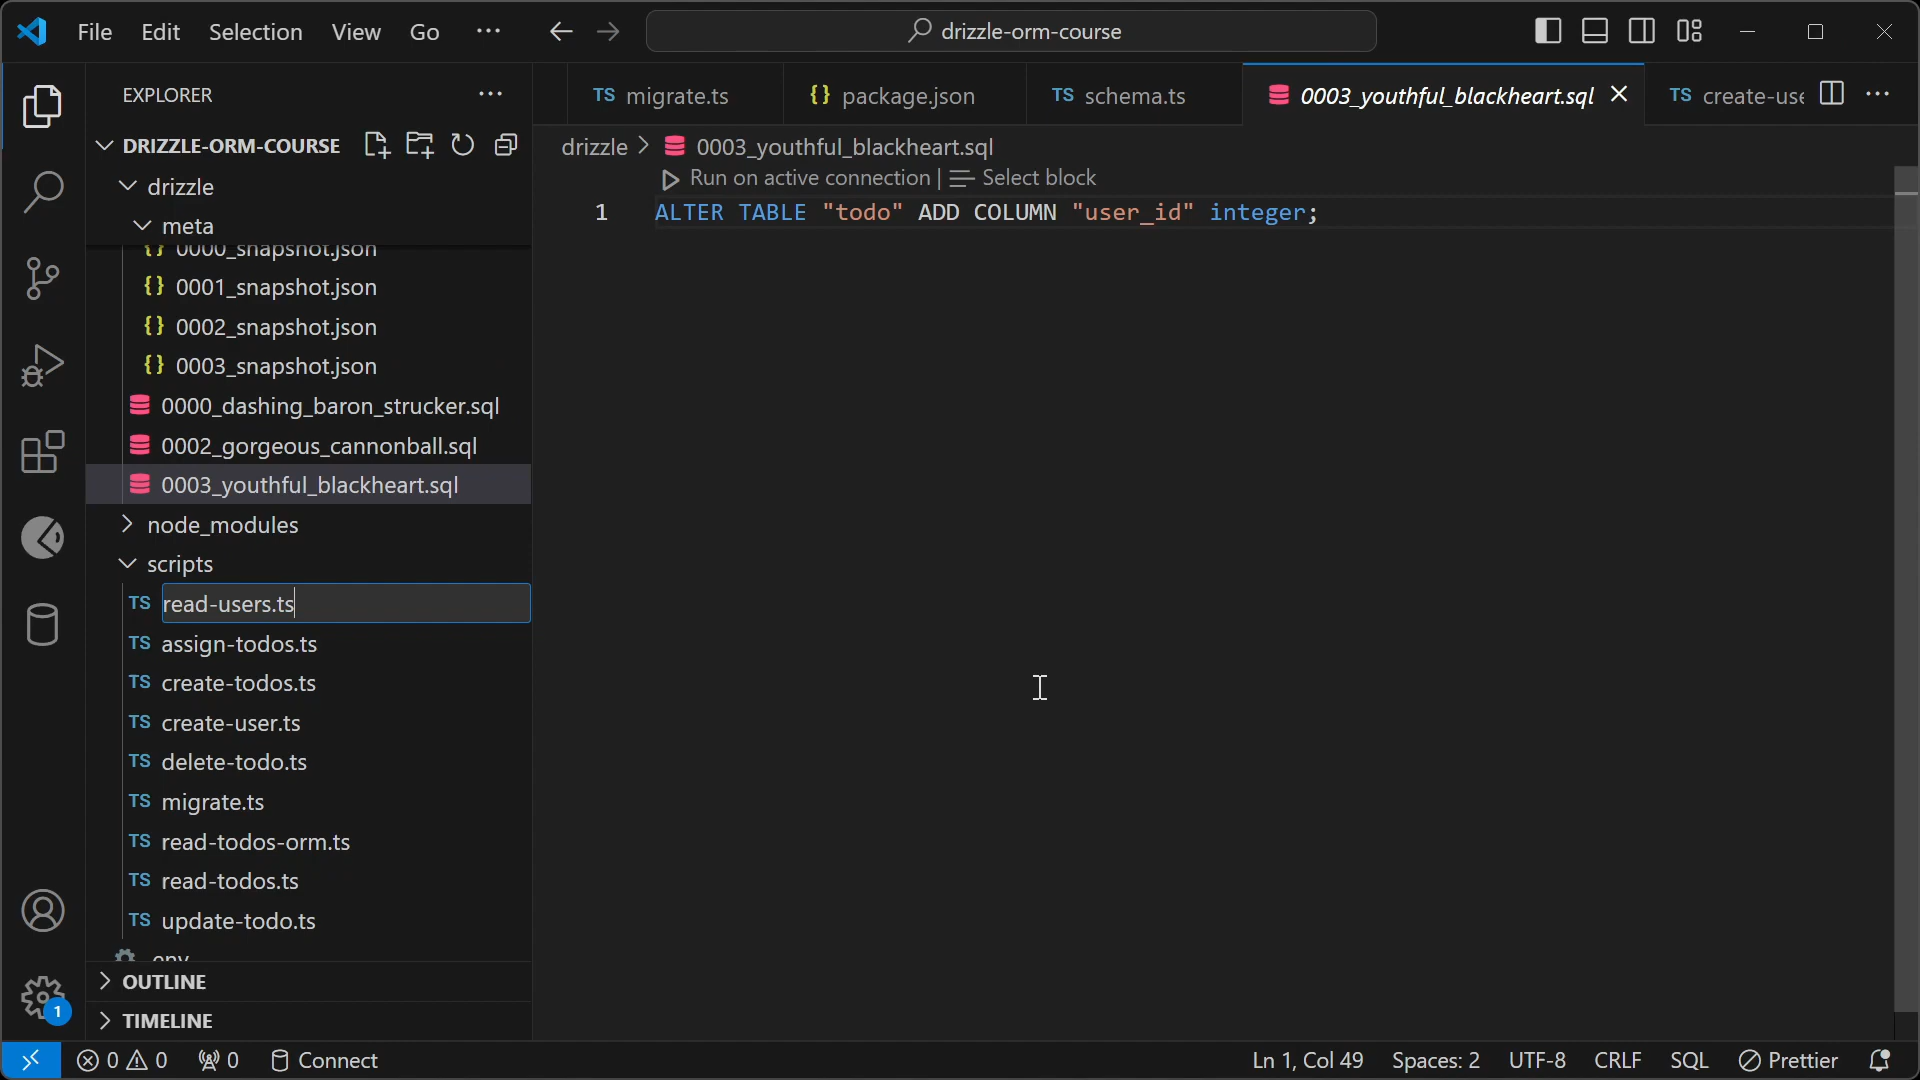 File Edit Selection View Go ···
drizzle-orm-course
EXPLORER
TS migrate.ts
{} package.json
TS schema.ts
0003_youthful_blackheart.sql
TS create-use
DRIZZLE-ORM-COURSE
drizzle > 0003_youthful_blackheart.sql
Run on active connection | Select block
1 ALTER TABLE "todo" ADD COLUMN "user_id" integer;
drizzle
meta
{} 0000_snapshot.json
{} 0001_snapshot.json
{} 0002_snapshot.json
{} 0003_snapshot.json
0000_dashing_baron_strucker.sql
0002_gorgeous_cannonball.sql
0003_youthful_blackheart.sql
node_modules
scripts
TS read-users.ts
TS assign-todos.ts
TS create-todos.ts
TS create-user.ts
TS delete-todo.ts
TS migrate.ts
TS read-todos-orm.ts
TS read-todos.ts
TS update-todo.ts
.env
OUTLINE
TIMELINE
1
0 0 0 Connect
Ln 1, Col 49 Spaces: 2 UTF-8 CRLF SQL Prettier